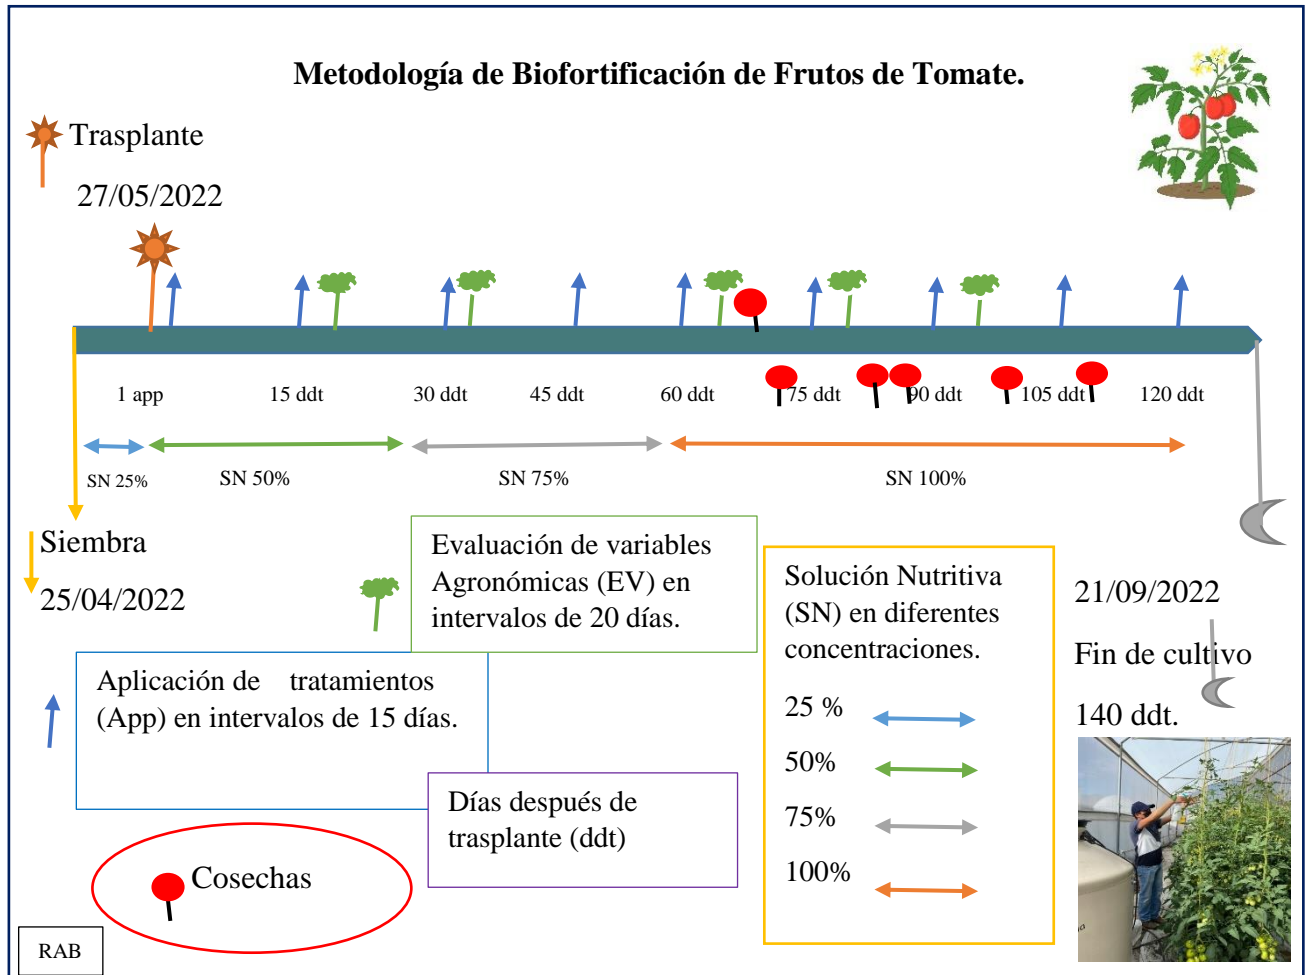 Metodología de Biofortificación de Frutos de Tomate.
Trasplante
27/05/2022
1 app
15 ddt
30 ddt
45 ddt
60 ddt
75 ddt
90 ddt
105 ddt
120 ddt
SN 25%
SN 50%
SN 75%
SN 100%
Siembra
25/04/2022
Evaluación de variables
Agronómicas (EV) en
intervalos de 20 días.
Aplicación de tratamientos
(App) en intervalos de 15 días.
Días después de
trasplante (ddt)
Cosechas
RAB
Solución Nutritiva
(SN) en diferentes
concentraciones.
25 %
50%
75%
100%
21/09/2022
Fin de cultivo
140 ddt.